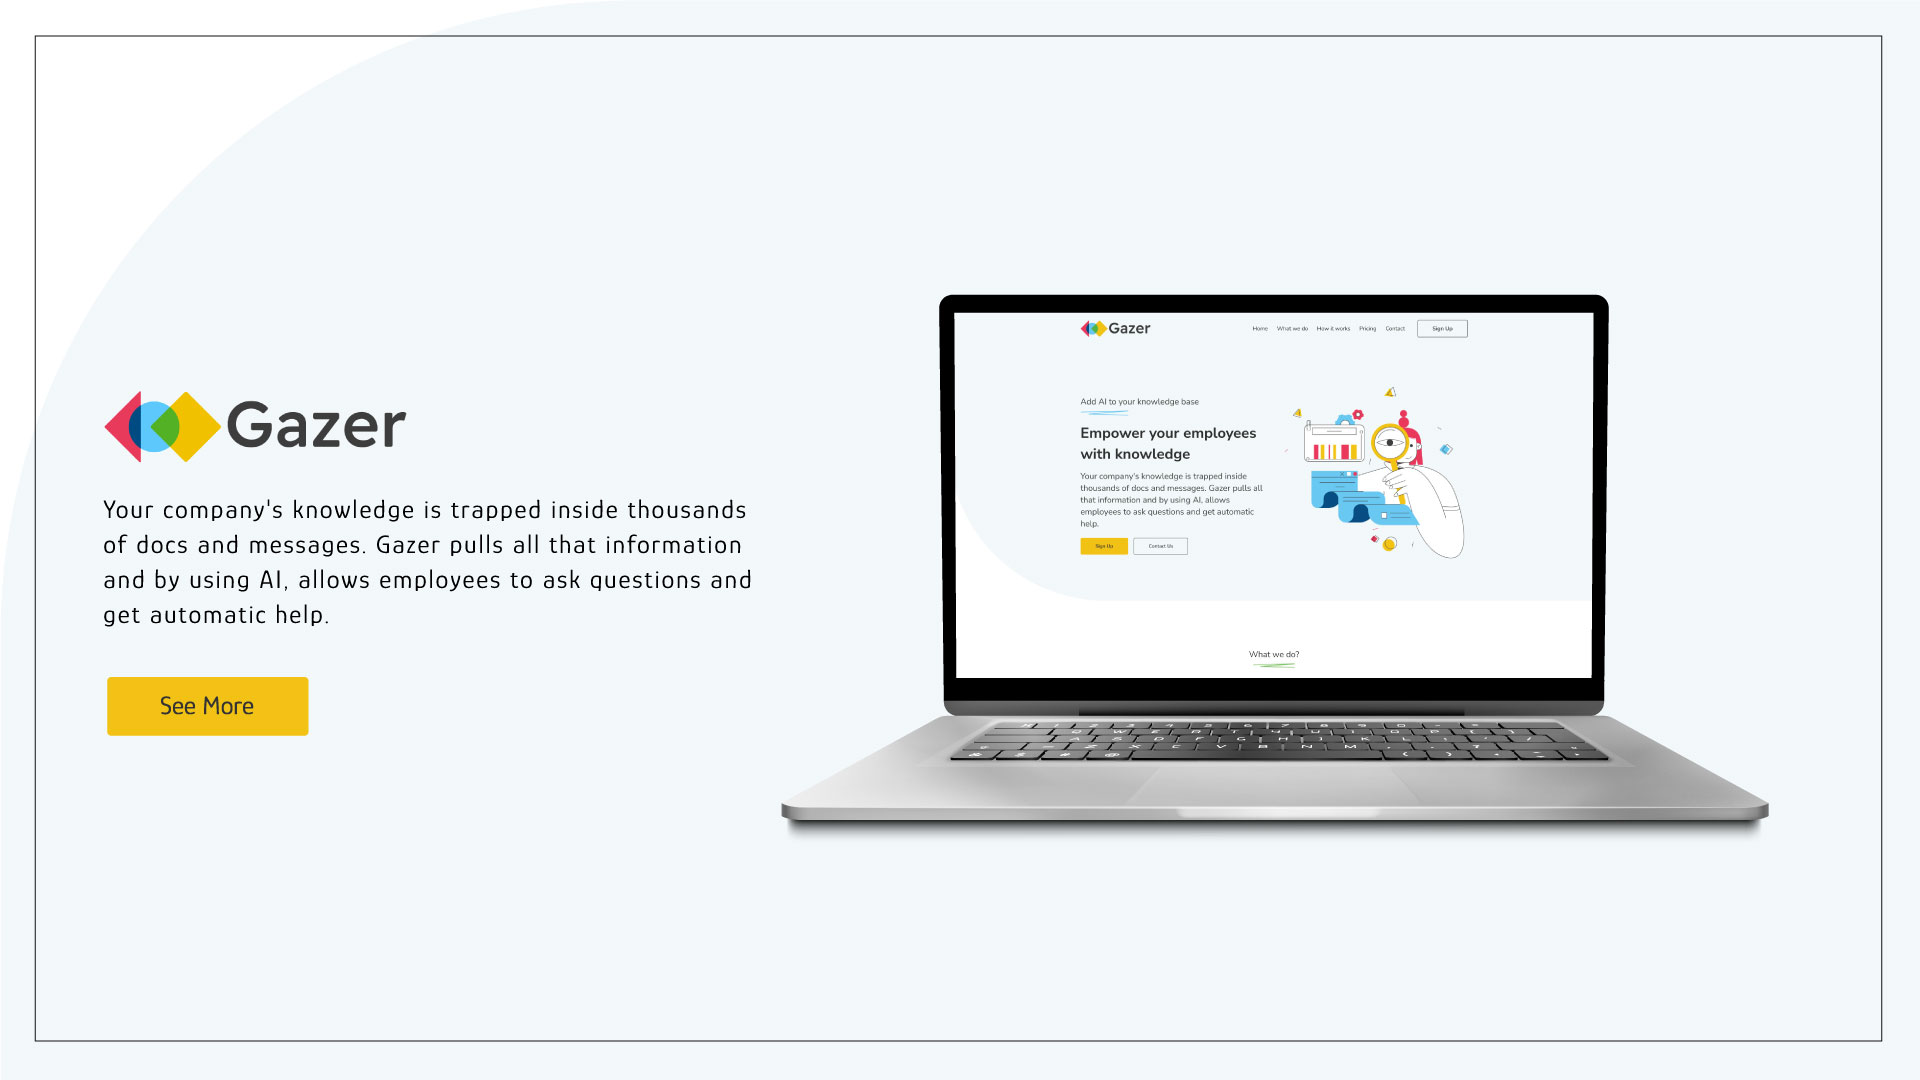 Gazer
Your company's knowledge is trapped inside thousands
of docs and messages. Gazer pulls all that information
and by using AI, allows employees to ask questions and
get automatic help.
See More
Gazer
Home What we do How it works Pricing Contact Sign Up
Add AI to your knowledge base
Empower your employees
with knowledge
Your company's knowledge is trapped inside
thousands of docs and messages. Gazer pulls all
that information and by using AI, allows
employees to ask questions and get automatic
help.
Sign Up Contact Us
What we do?